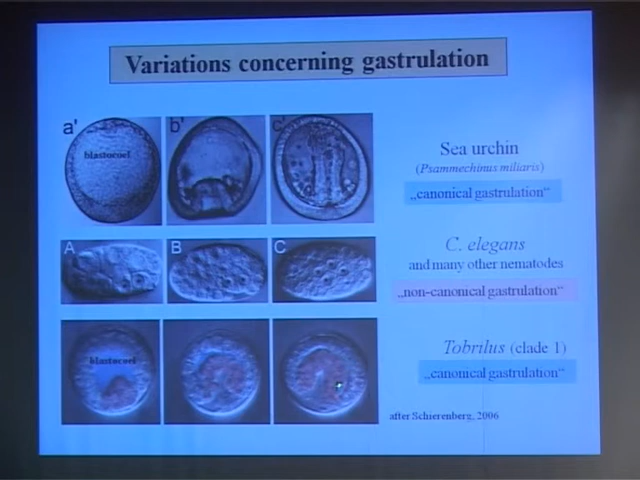 Variations concerning gastrulation
a'
b'
c'
blastocoel
Sea urchin
(Psammechinus miliaris)
„canonical gastrulation“
A
B
C
C. elegans
and many other nematodes
„non-canonical gastrulation“
blastocoel
Tobrilus (clade 1)
„canonical gastrulation“
after Schierenberg, 2006